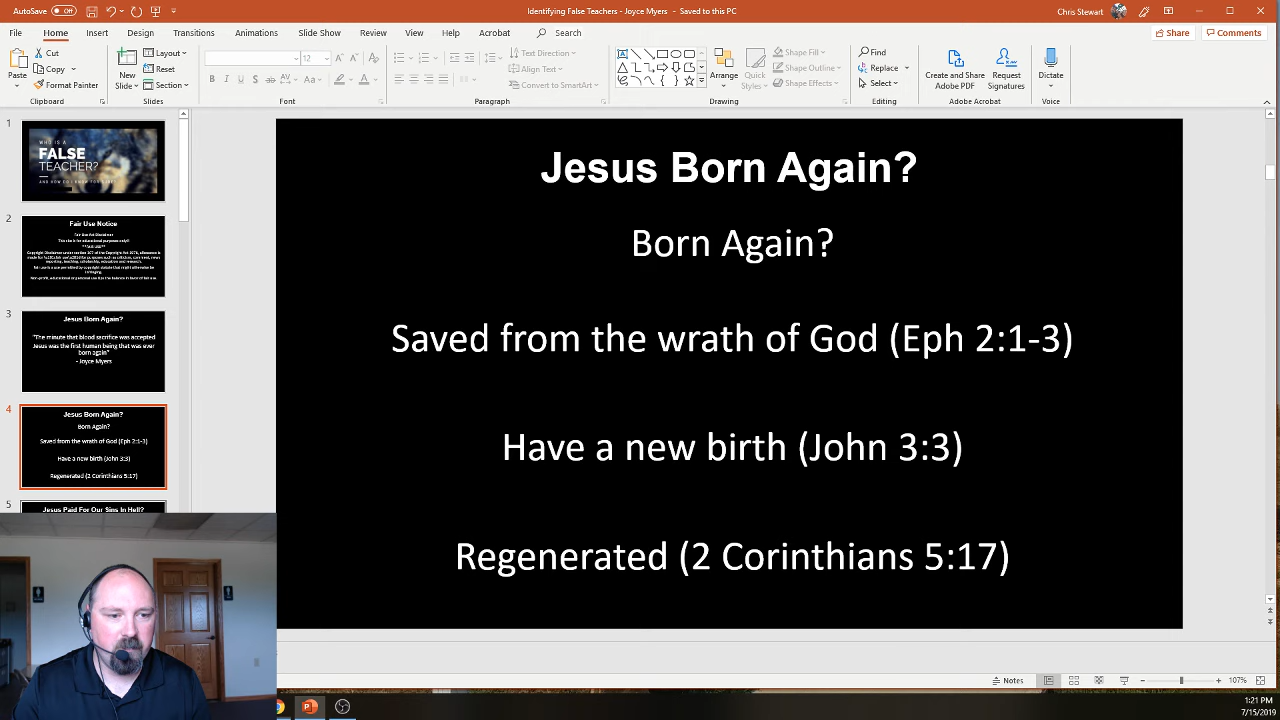 AutoSave Off
Identifying False Teachers - Joyce Myers - Saved to this PC
Chris Stewart
File Home Insert Design Transitions Animations Slide Show Review View Help Acrobat Search
Share Comments
Paste
Cut
Copy
Format Painter
Clipboard
New
Slide
Layout
Reset
Section
Slides
12
Font
Text Direction
Align Text
Convert to SmartArt
Paragraph
Arrange
Quick
Styles
Shape Fill
Shape Outline
Shape Effects
Drawing
Find
Replace
Select
Editing
Create and Share
Adobe PDF
Request
Signatures
Adobe Acrobat
Dictate
Voice
1
WHO IS A
FALSE
TEACHER?
2
Fair Use Notice
3
Jesus Born Again?
"The minute that blood sacrifice was accepted
Jesus was the first human being that was ever
born again"
- Joyce Myers
4
Jesus Born Again?
Born Again?
Saved from the wrath of God (Eph 2:1-3)
Have a new birth (John 3:3)
Regenerated (2 Corinthians 5:17)
5
Jesus Paid For Our Sins In Hell?
Jesus Born Again?
Born Again?
Saved from the wrath of God (Eph 2:1-3)
Have a new birth (John 3:3)
Regenerated (2 Corinthians 5:17)
Notes
107%
1:21 PM
7/15/2019